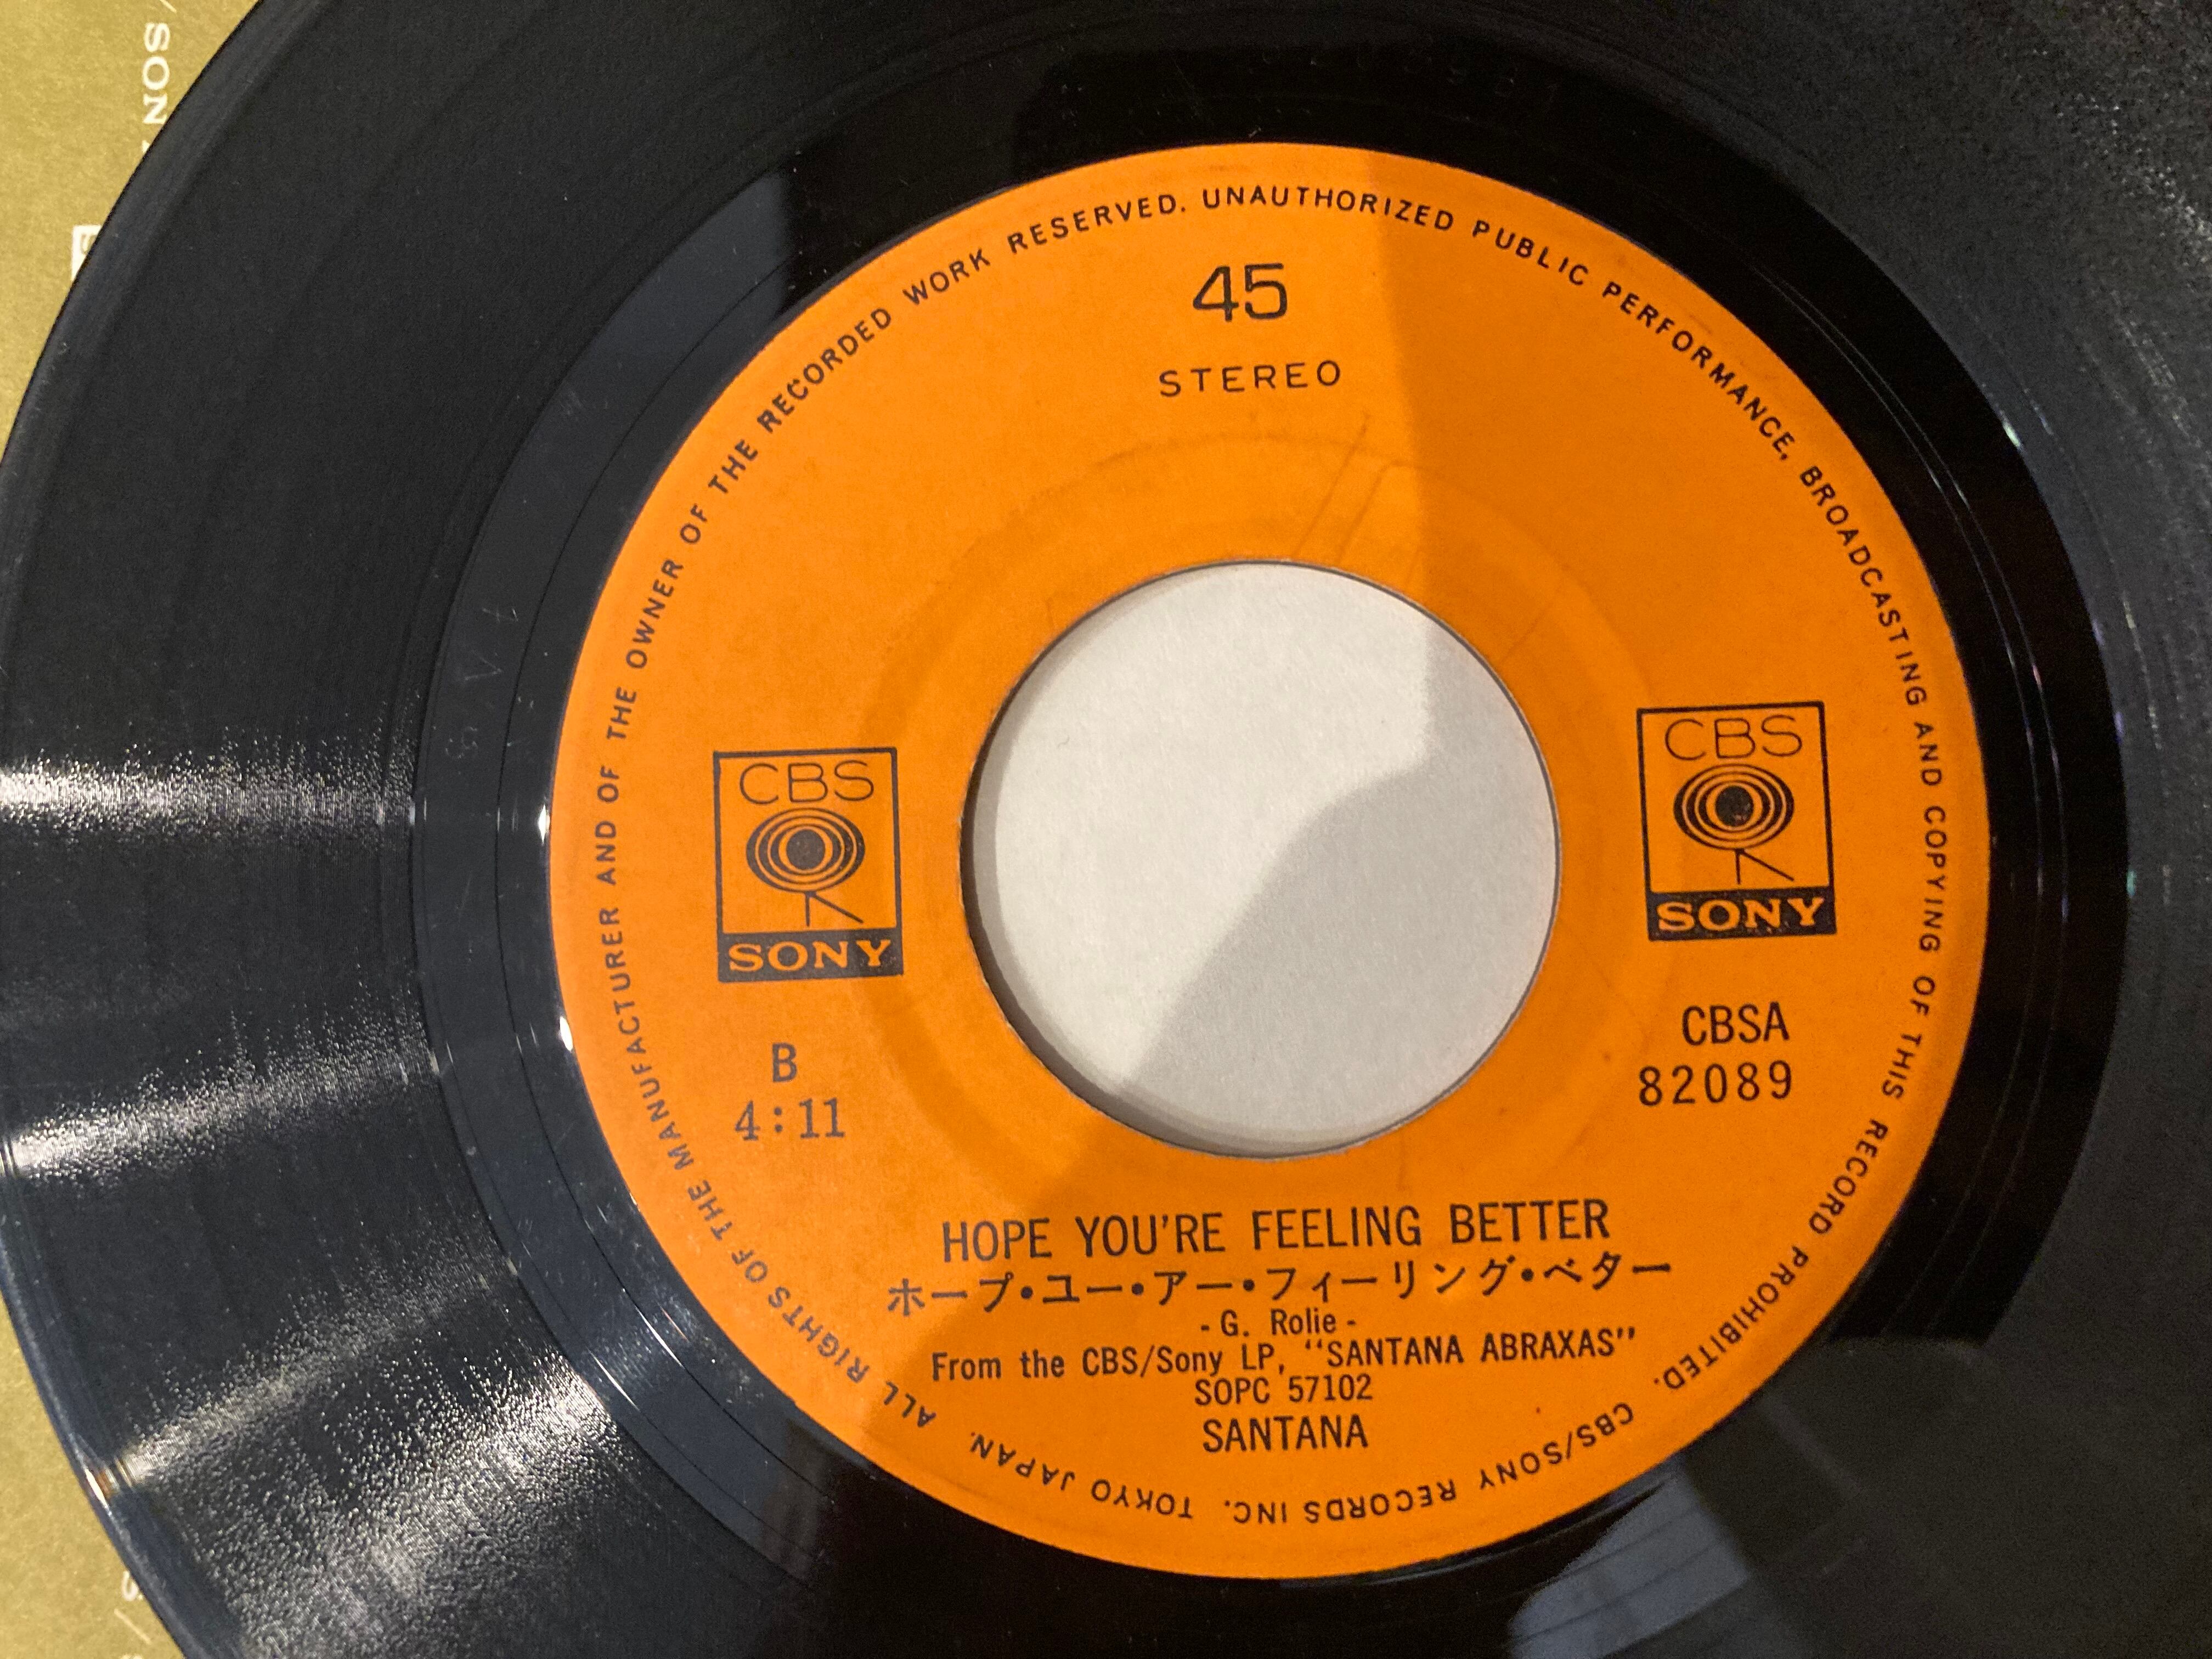 SONY
ALL RIGHTS OF THE MANUFACTURER AND OF THE OWNER OF THE RECORDED WORK RESERVED. UNAUTHORIZED PUBLIC PERFORMANCE, BROADCASTING AND COPYING OF THIS RECORD PROHIBITED. CBS/SONY RECORDS INC. TOKYO JAPAN.
45
STEREO
CBS
SONY
CBS
SONY
B
4:11
CBSA
82089
HOPE YOU'RE FEELING BETTER
ホープ・ユー・アー・フィーリング・ベター
- G. Rolie -
From the CBS/Sony LP, "SANTANA ABRAXAS"
SOPC 57102
SANTANA